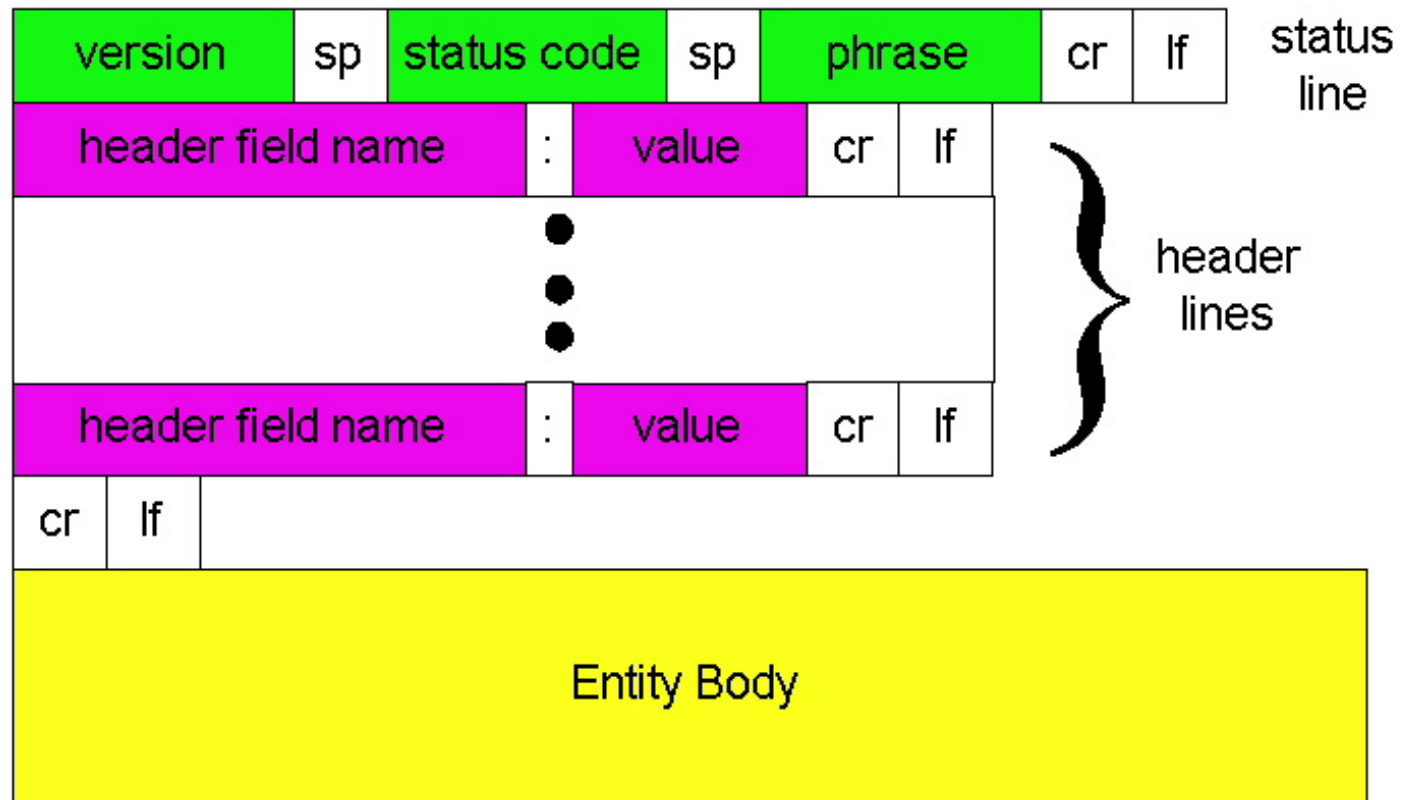 version sp status code sp phrase cr lf status line
header field name : value cr lf
header lines
header field name : value cr lf
cr lf
Entity Body